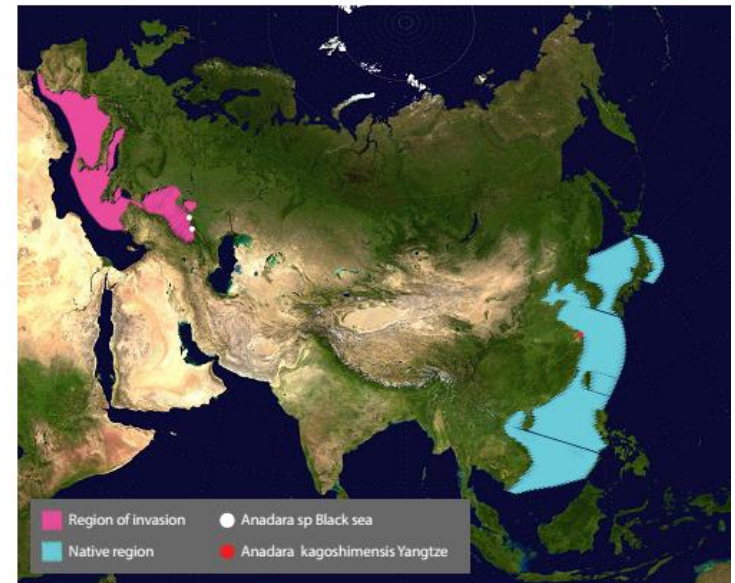 Region of invasion
Anadara sp Black sea
Native region
Anadara kagoshimensis Yangtze